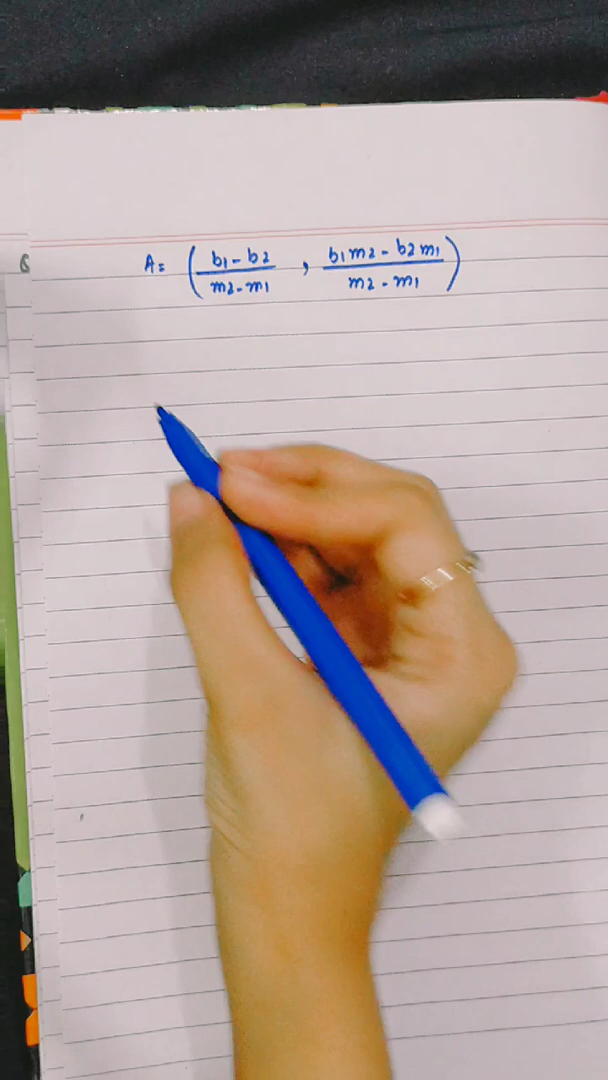 A= ( b1-b2 / m2-m1 , b1m2-b2m1 / m2-m1 )